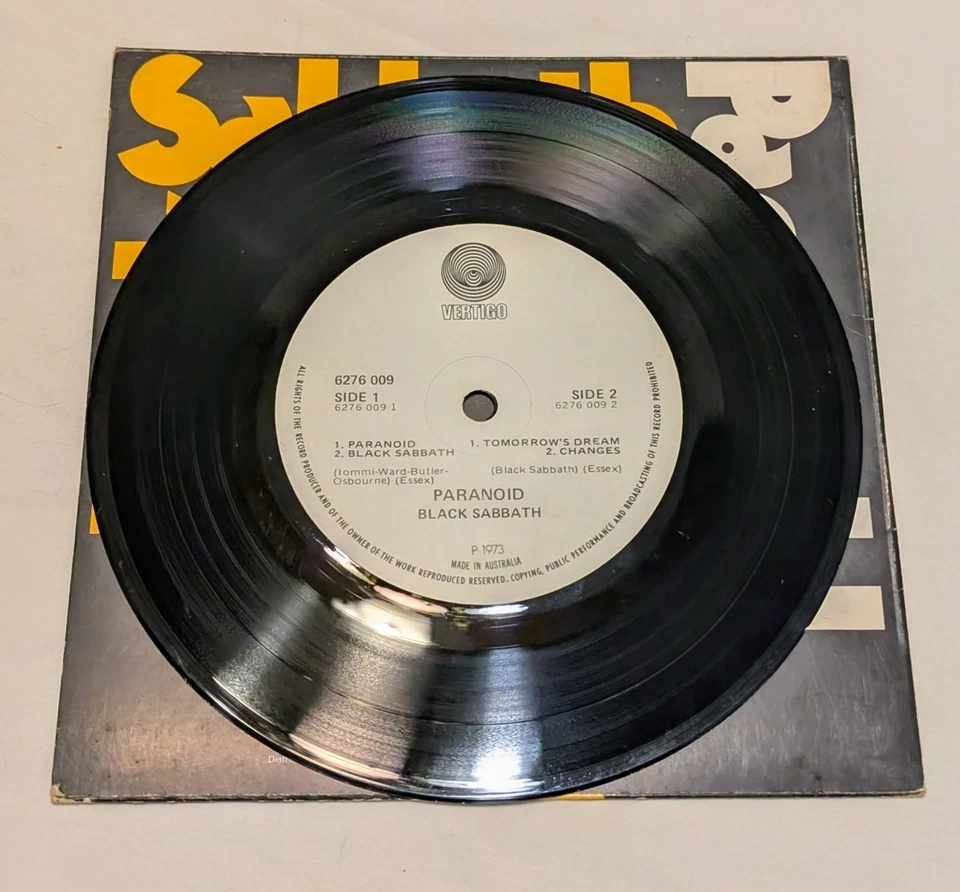 VERTIGO
6276 009
SIDE 1
6276 009 1
SIDE 2
6276 009 2
1. PARANOID
2. BLACK SABBATH
(Iommi-Ward-Butler-
Osbourne) (Essex)
1. TOMORROW'S DREAM
2. CHANGES
(Black Sabbath) (Essex)
PARANOID
BLACK SABBATH
P 1973
MADE IN AUSTRALIA
ALL RIGHTS OF THE RECORD PRODUCER AND OF THE OWNER OF THE WORK REPRODUCED RESERVED. COPYING, PUBLIC PERFORMANCE AND BROADCASTING OF THIS RECORD PROHIBITED